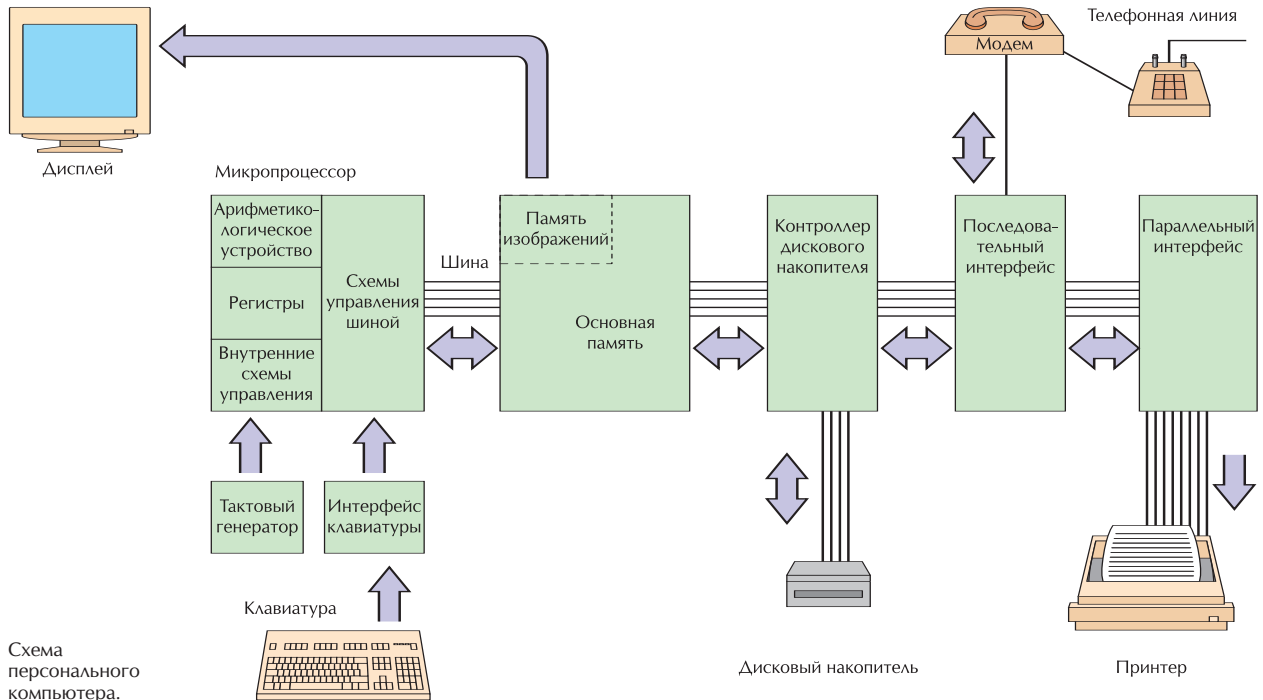 Телефонная линия
Модем
Дисплей
Микропроцессор
Арифметико-
логическое
устройство
Регистры
Внутренние
схемы
управления
Схемы
управления
шиной
Шина
Память
изображений
Основная
память
Контроллер
дискового
накопителя
Последова-
тельный
интерфейс
Параллельный
интерфейс
Тактовый
генератор
Интерфейс
клавиатуры
Клавиатура
Дисковый накопитель
Принтер
Схема
персонального
компьютера.